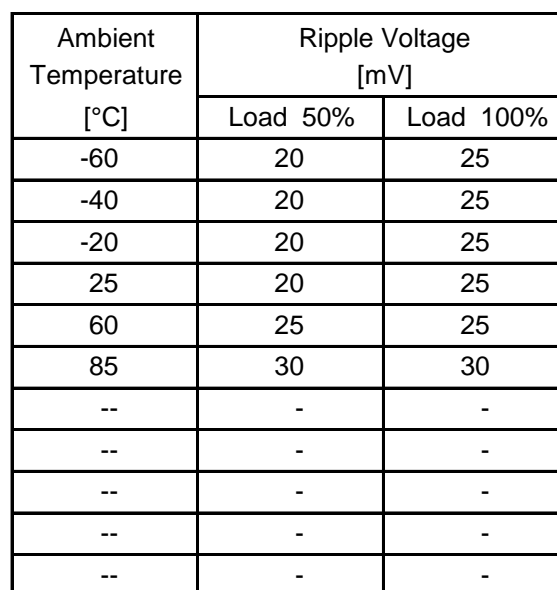 Ambient Temperature [°C] Ripple Voltage [mV]
Load 50% Load 100%
-60 20 25
-40 20 25
-20 20 25
25 20 25
60 25 25
85 30 30
-- - -
-- - -
-- - -
-- - -
-- - -